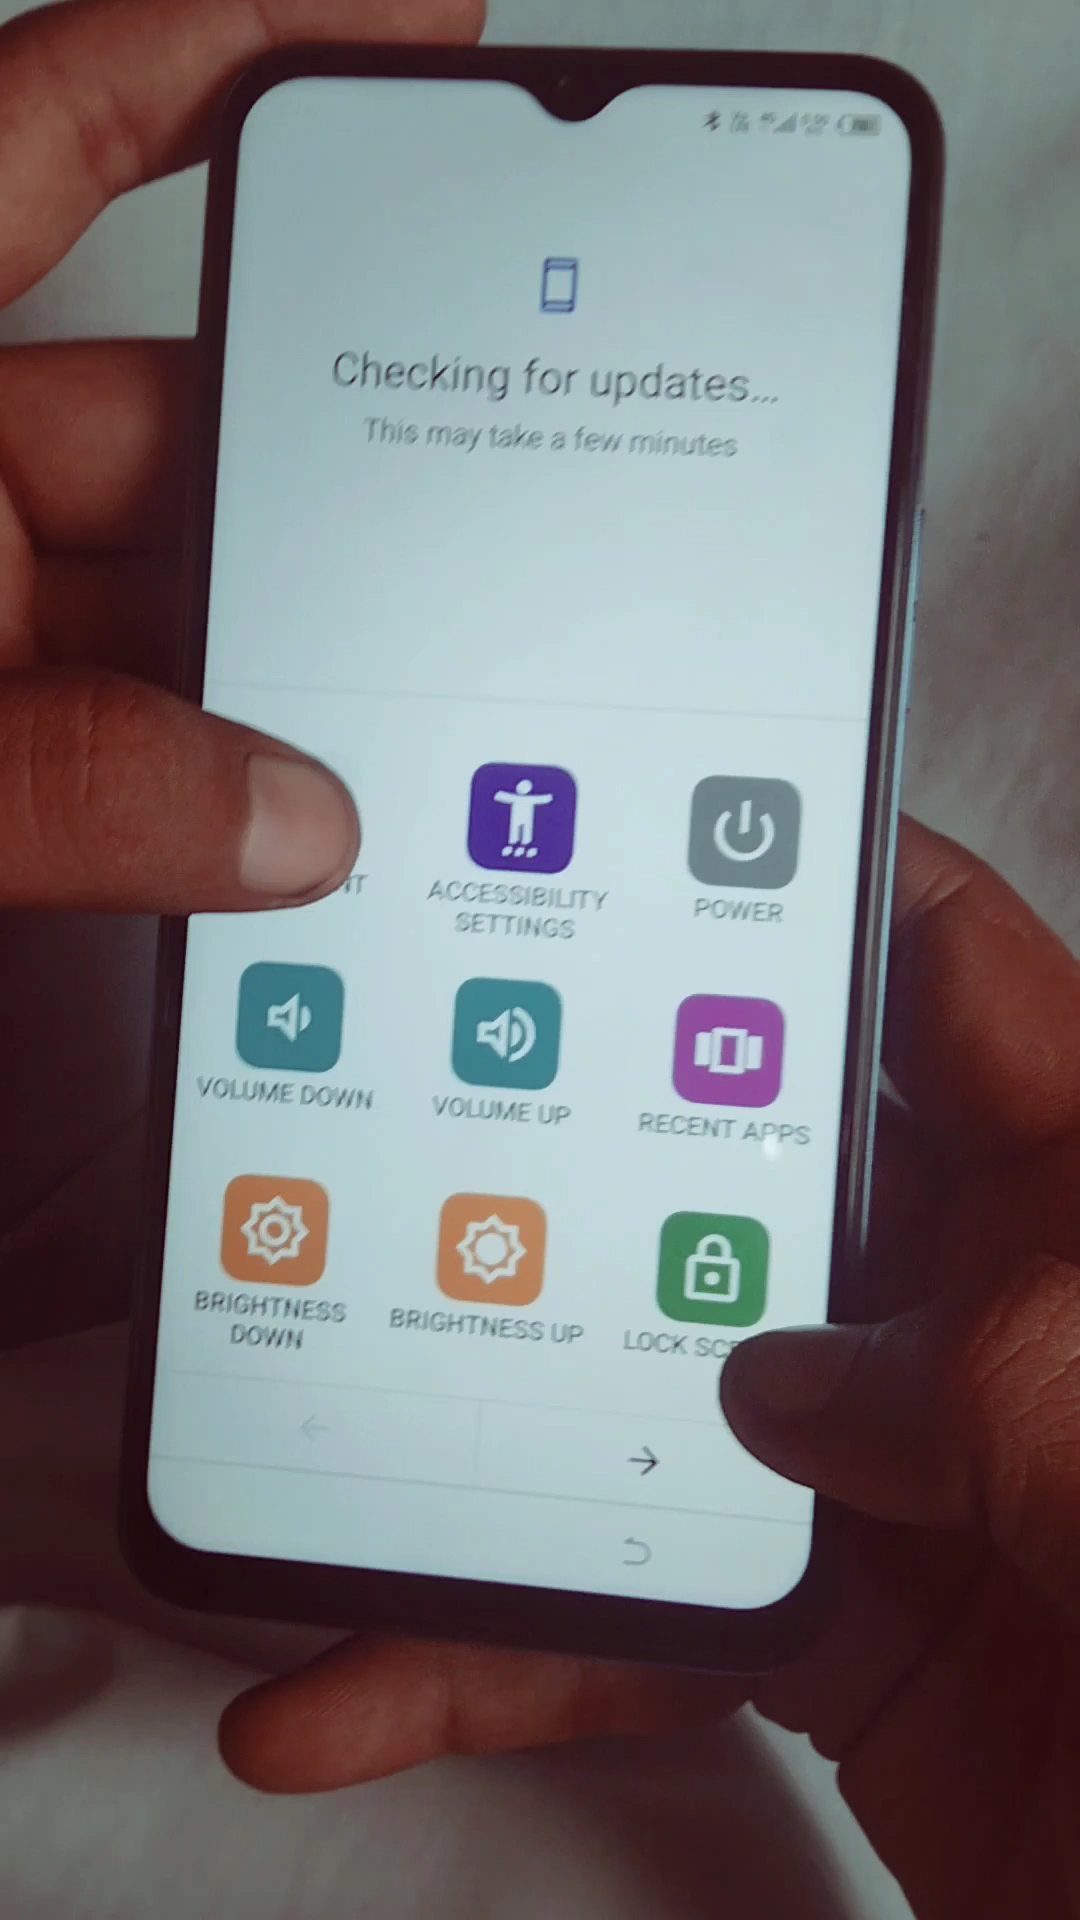 Checking for updates...
This may take a few minutes
ACCESSIBILITY
SETTINGS
POWER
VOLUME DOWN
VOLUME UP
RECENT APPS
BRIGHTNESS
DOWN
BRIGHTNESS UP
LOCK